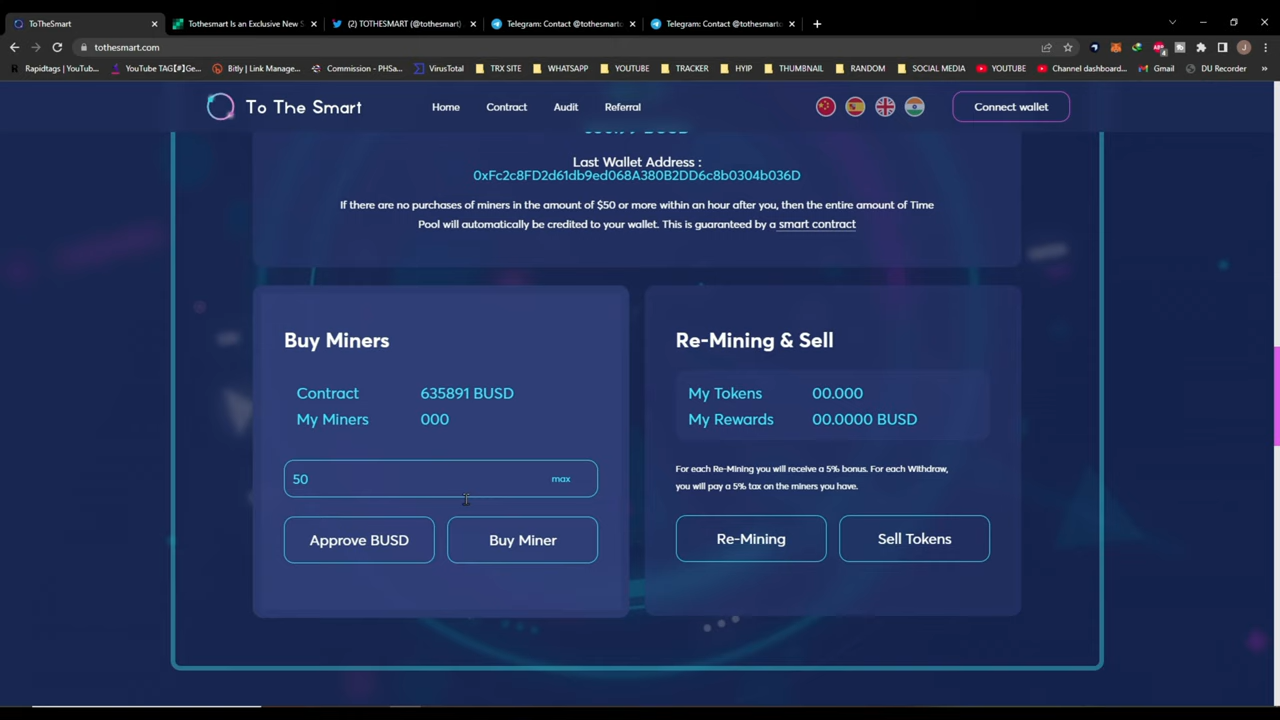 ToTheSmart
Tothesmart Is an Exclusive New S
(2) TOTHESMART (@tothesmart)
Telegram: Contact @tothesmarto
Telegram: Contact @tothesmarto
tothesmart.com
Rapidtags | YouTub...
YouTube TAG【#】Ge...
Bitly | Link Manage...
Commission - PHSa...
VirusTotal
TRX SITE
WHATSAPP
YOUTUBE
TRACKER
HYIP
THUMBNAIL
RANDOM
SOCIAL MEDIA
YOUTUBE
Channel dashboard...
Gmail
DU Recorder
To The Smart
Home
Contract
Audit
Referral
Connect wallet
Last Wallet Address :
0xFc2c8FD2d61db9ed068A380B2DD6c8b0304b036D
If there are no purchases of miners in the amount of $50 or more within an hour after you, then the entire amount of Time
Pool will automatically be credited to your wallet. This is guaranteed by a smart contract
Buy Miners
Contract 635891 BUSD
My Miners 000
50 max
Approve BUSD
Buy Miner
Re-Mining & Sell
My Tokens 00.000
My Rewards 00.0000 BUSD
For each Re-Mining you will receive a 5% bonus. For each Withdraw,
you will pay a 5% tax on the miners you have.
Re-Mining
Sell Tokens